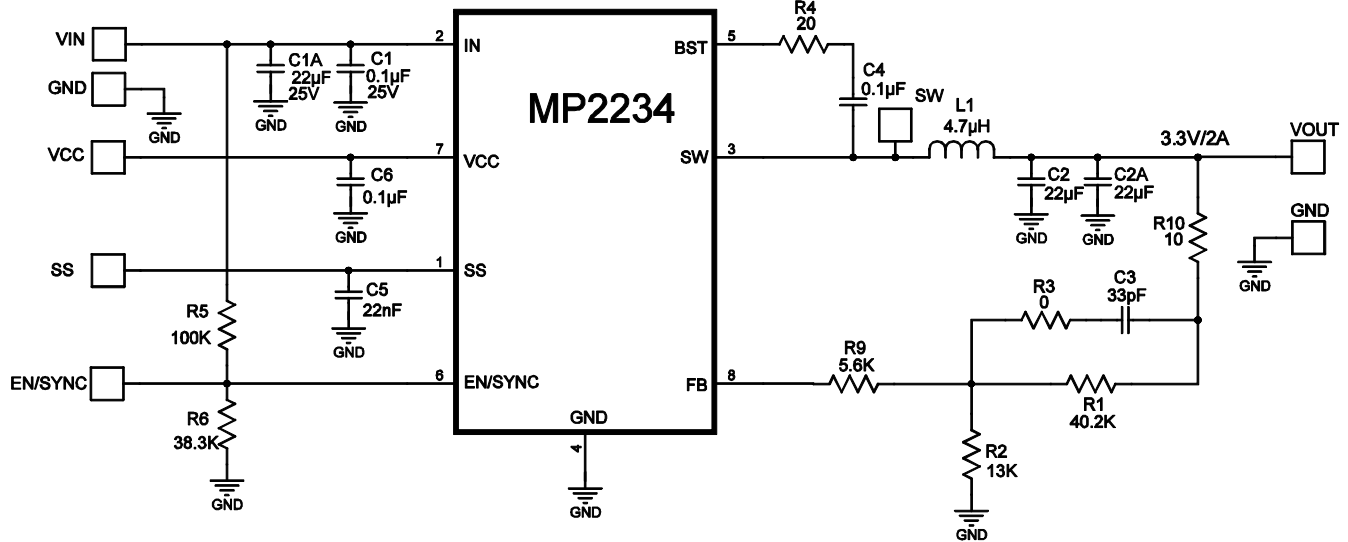 VIN
GND
GND
VCC
SS
EN/SYNC
C1A
22µF
25V
GND
C1
0.1µF
25V
GND
C6
0.1µF
GND
C5
22nF
GND
R5
100K
R6
38.3K
GND
2
7
1
6
MP2234
IN
VCC
SS
EN/SYNC
BST
SW
FB
GND
4
GND
5
3
8
R4
20
C4
0.1µF
SW
L1
4.7µH
3.3V/2A
VOUT
C2
22µF
GND
C2A
22µF
GND
R10
10
GND
GND
R3
0
C3
33pF
R9
5.6K
R1
40.2K
R2
13K
GND